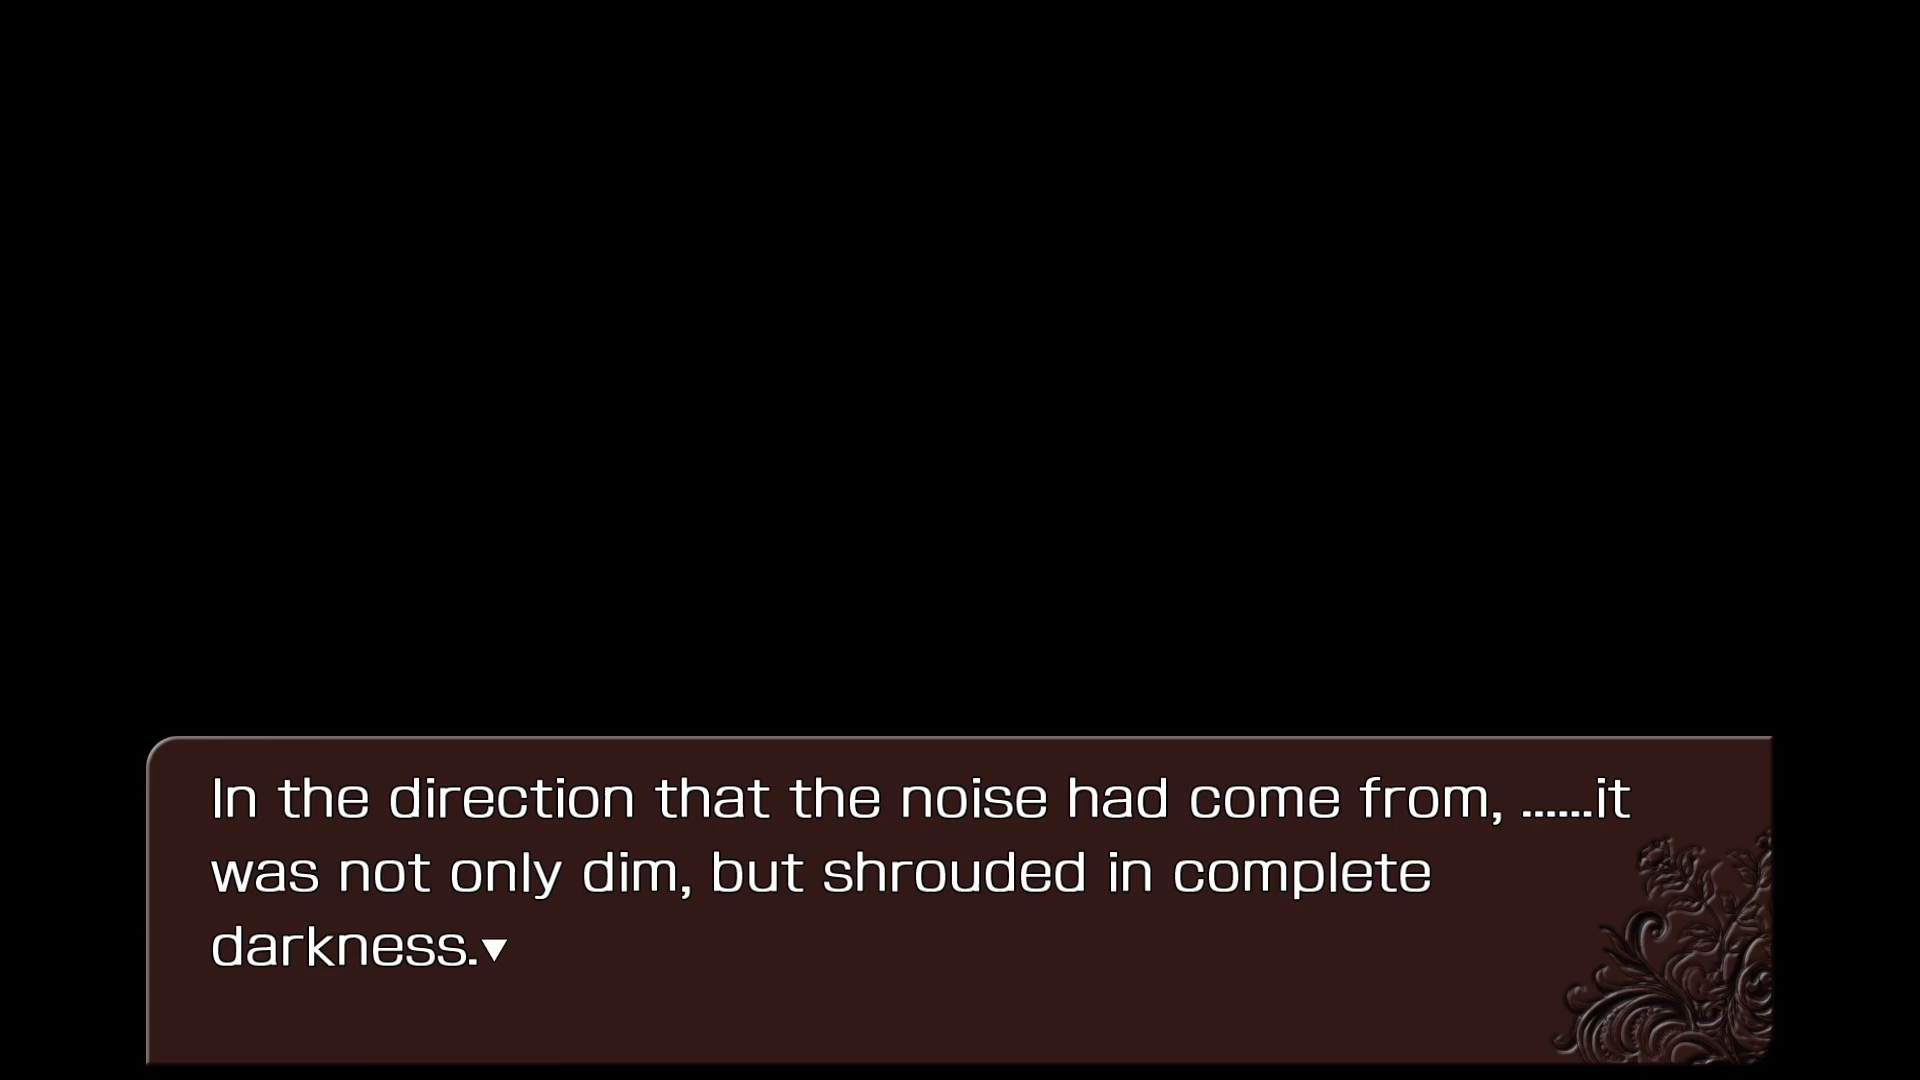 In the direction that the noise had come from, ......it
was not only dim, but shrouded in complete
darkness.▼